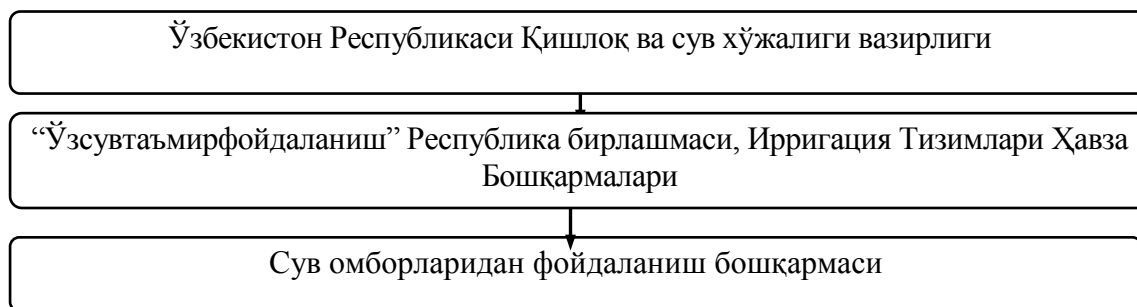 Ўзбекистон Республикаси Қишлоқ ва сув хўжалиги вазирлиги
“Ўзсувтаъмирфойдаланиш” Республика бирлашмаси, Ирригация Тизимлари Ҳавза
Бошқармалари
Сув омборларидан фойдаланиш бошқармаси